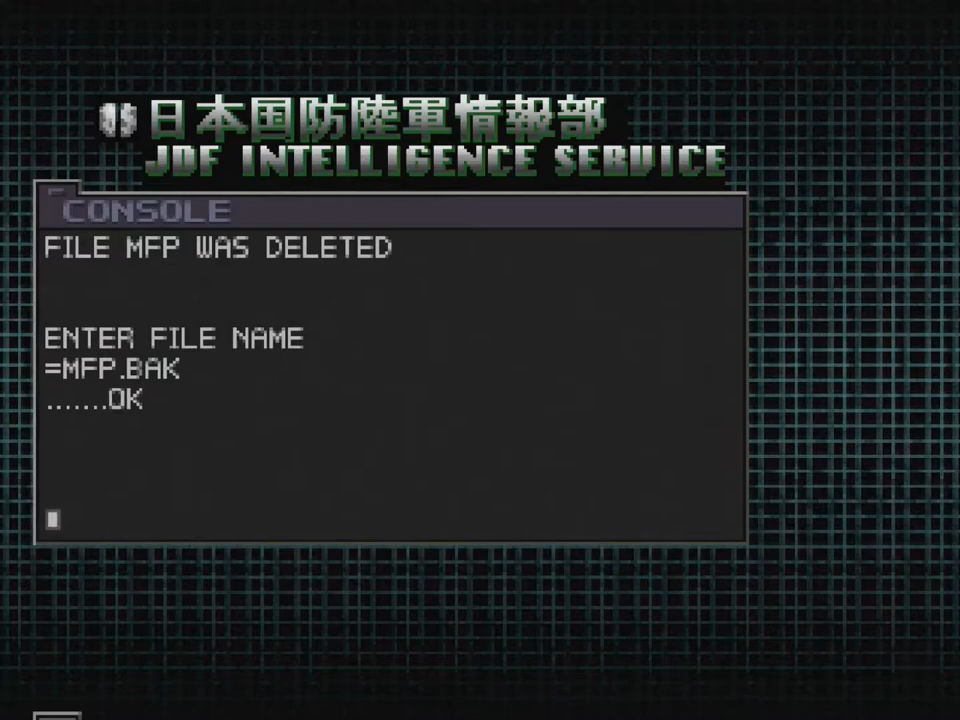 日本国防陸軍情報部
JDF INTELLIGENCE SERVICE
CONSOLE
FILE MFP WAS DELETED
ENTER FILE NAME
=MFP.BAK
.......OK